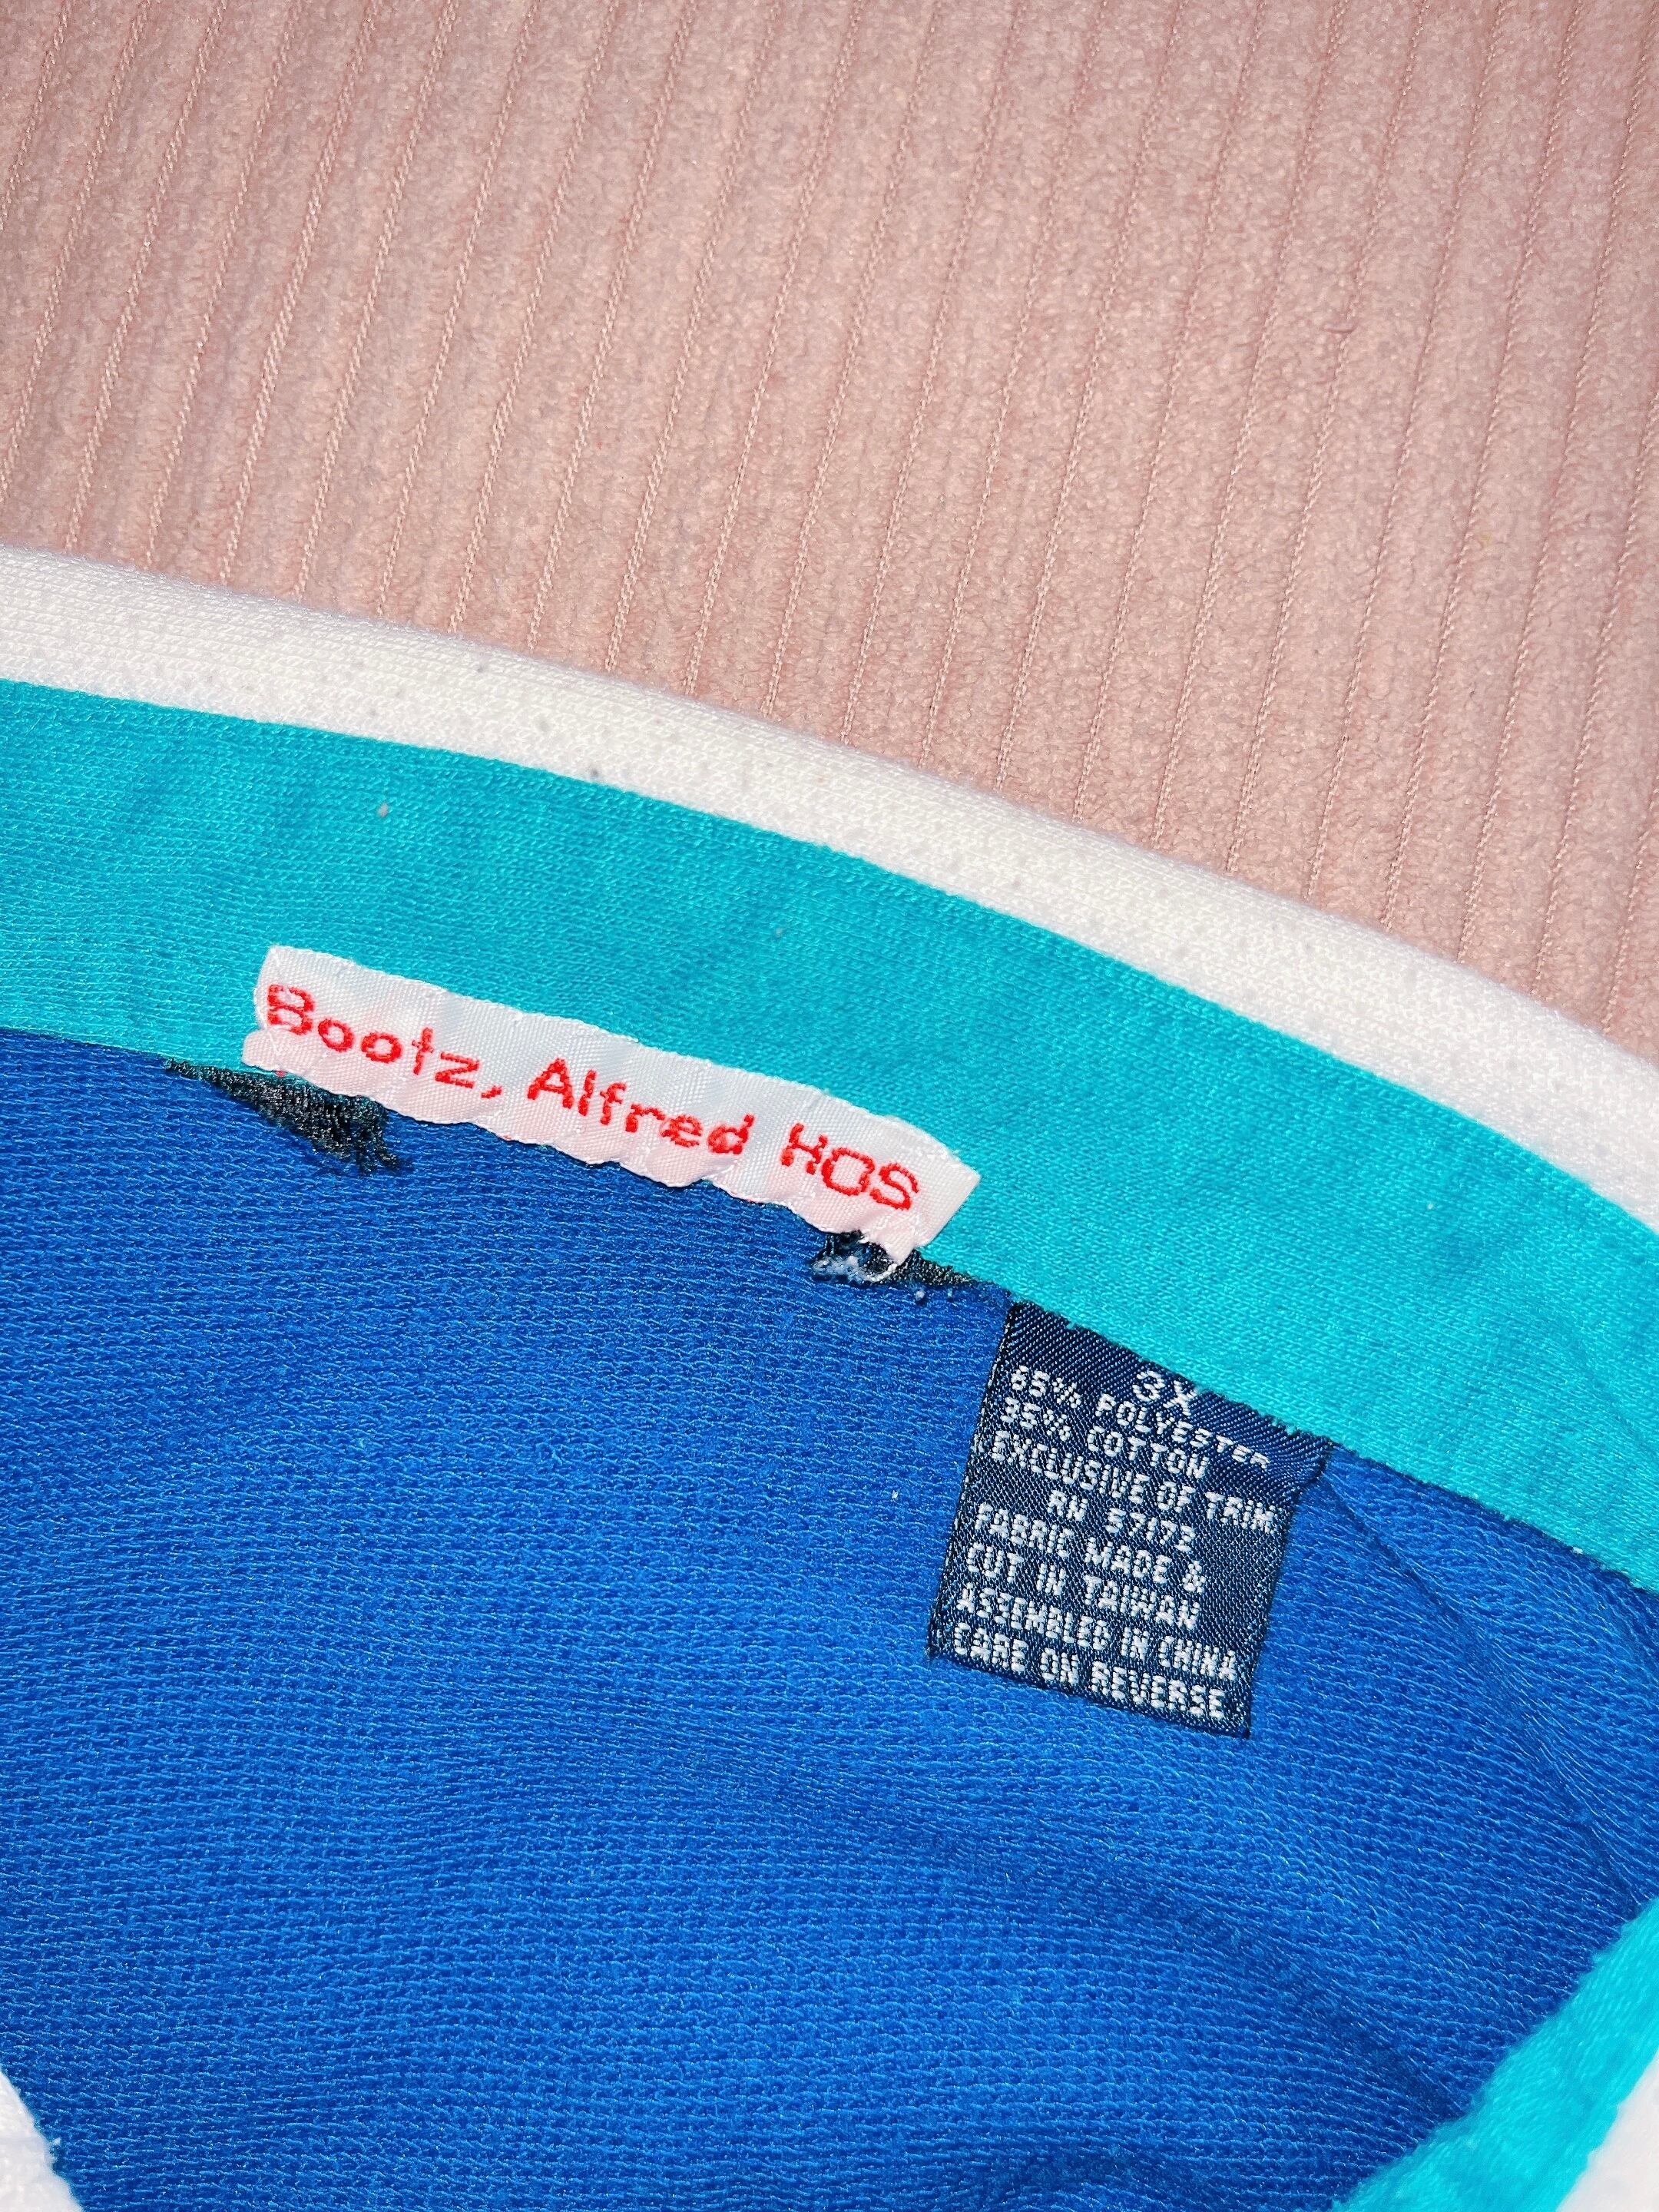 Bootz, Alfred HOS
3X
65% POLYESTER
35% COTTON
EXCLUSIVE OF TRIM
RN 57172
FABRIC MADE &
CUT IN TAIWAN
ASSEMBLED IN CHINA
CARE ON REVERSE